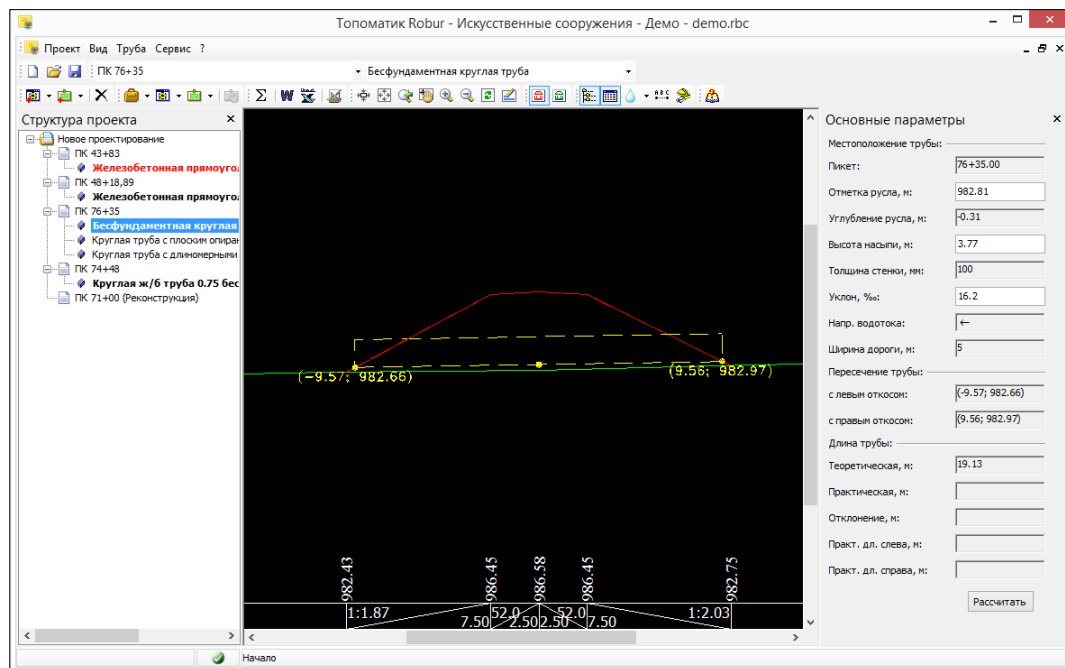 Топоматик Robur - Искусственные сооружения - Демо - demo.rbc
Проект Вид Труба Сервис ?
ПК 76+35 Бесфундаментная круглая труба
Структура проекта
Новое проектирование
ПК 43+83
Железобетонная прямоугол
ПК 48+18,89
Железобетонная прямоугол
ПК 76+35
Бесфундаментная круглая
Круглая труба с плоским опиран
Круглая труба с длиномерными
ПК 74+48
Круглая ж/б труба 0.75 бес
ПК 71+00 (Реконструкция)
(-9.57; 982.66)
(9.56; 982.97)
982.43
986.45
986.58
986.45
982.75
1:1.87
52.0
52.0
1:2.03
7.50
2.50
2.50
7.50
Основные параметры
Местоположение трубы:
Пикет: 76+35.00
Отметка русла, м: 982.81
Углубление русла, м: -0.31
Высота насыпи, м: 3.77
Толщина стенки, мм: 100
Уклон, ‰: 16.2
Напр. водотока: ←
Ширина дороги, м: 5
Пересечение трубы:
с левым откосом: (-9.57; 982.66)
с правым откосом: (9.56; 982.97)
Длина трубы:
Теоретическая, м: 19.13
Практическая, м:
Отклонение, м:
Практ. дл. слева, м:
Практ. дл. справа, м:
Рассчитать
Начало